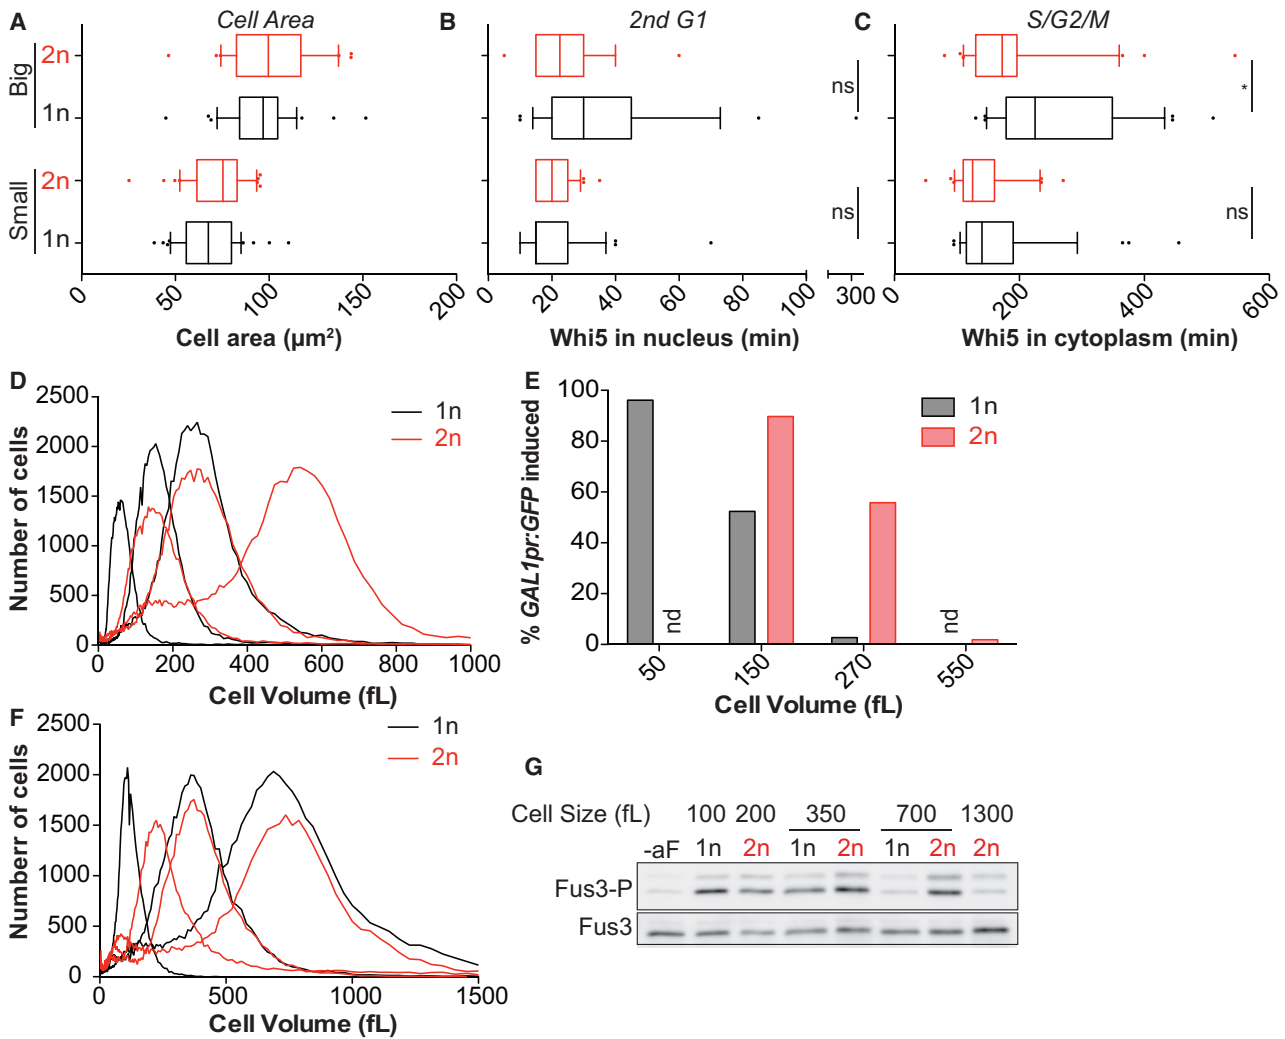 A
Cell Area
Big
2n
1n
Small
2n
1n
0
50
100
150
200
Cell area (µm²)
B
2nd G1
ns
ns
0
20
40
60
80
100
300
Whi5 in nucleus (min)
C
S/G2/M
*
ns
0
200
400
600
Whi5 in cytoplasm (min)
D
Number of cells
2500
2000
1500
1000
500
0
1n
2n
0
200
400
600
800
1000
Cell Volume (fL)
E
% GAL1pr:GFP induced
100
80
60
40
20
0
1n
2n
nd
nd
50
150
270
550
Cell Volume (fL)
F
Numberr of cells
2500
2000
1500
1000
500
0
1n
2n
0
500
1000
1500
Cell Volume (fL)
G
Cell Size (fL) 100 200 350 700 1300
-aF 1n 2n 1n 2n 1n 2n 2n
Fus3-P
Fus3